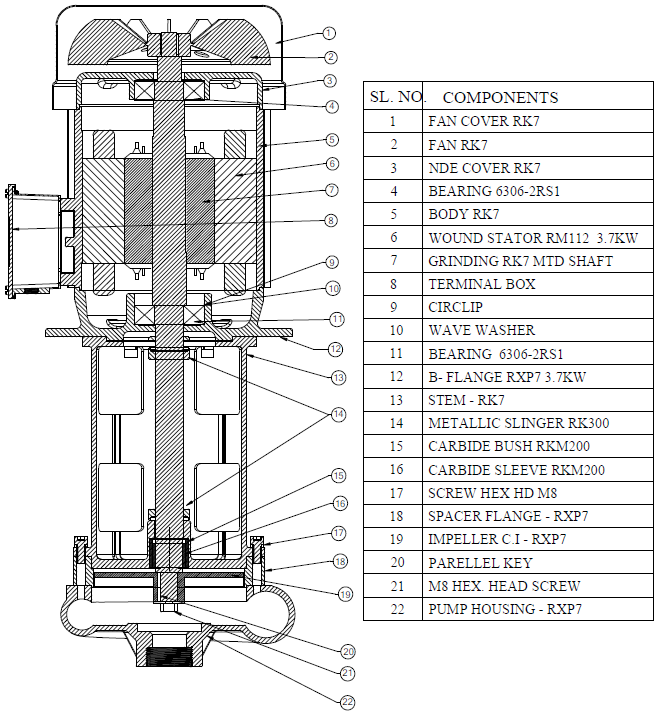 1
2
3
4
5
6
7
8
9
10
11
12
13
14
15
16
17
18
19
20
21
22
SL. NO. COMPONENTS
1 FAN COVER RK7
2 FAN RK7
3 NDE COVER RK7
4 BEARING 6306-2RS1
5 BODY RK7
6 WOUND STATOR RM112 3.7KW
7 GRINDING RK7 MTD SHAFT
8 TERMINAL BOX
9 CIRCLIP
10 WAVE WASHER
11 BEARING 6306-2RS1
12 B- FLANGE RXP7 3.7KW
13 STEM - RK7
14 METALLIC SLINGER RK300
15 CARBIDE BUSH RKM200
16 CARBIDE SLEEVE RKM200
17 SCREW HEX HD M8
18 SPACER FLANGE - RXP7
19 IMPELLER C.I - RXP7
20 PARELLEL KEY
21 M8 HEX. HEAD SCREW
22 PUMP HOUSING - RXP7